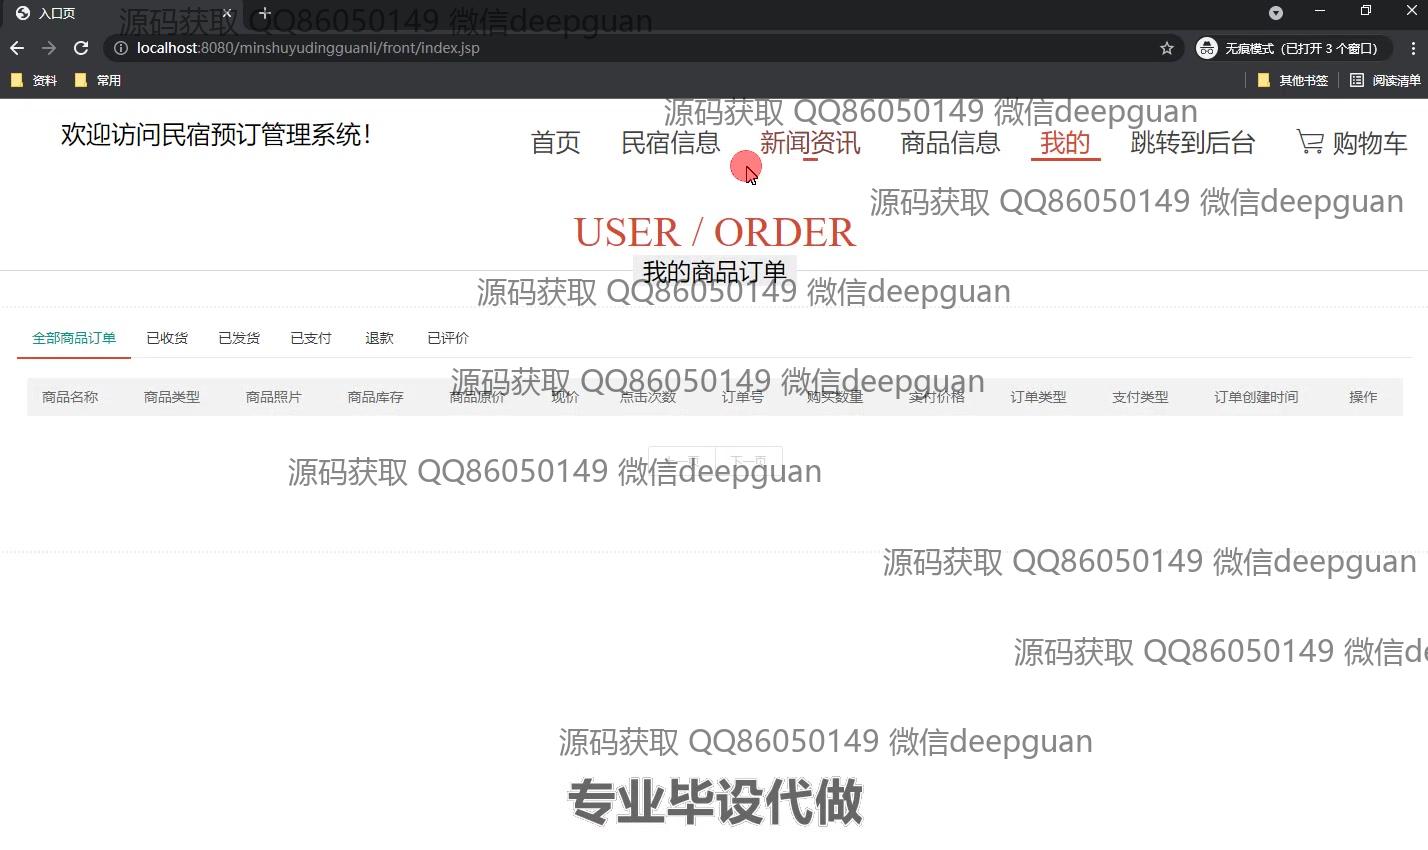 入口页
源码获取 QQ86050149 微信deepguan
localhost:8080/minshuyudingguanli/front/index.jsp
无痕模式（已打开 3 个窗口）
资料 常用 其他书签 阅读清单
源码获取 QQ86050149 微信deepguan
欢迎访问民宿预订管理系统！
首页 民宿信息 新闻资讯 商品信息 我的 跳转到后台 购物车
源码获取 QQ86050149 微信deepguan
USER / ORDER
我的商品订单
源码获取 QQ86050149 微信deepguan
全部商品订单 已收货 已发货 已支付 退款 已评价
源码获取 QQ86050149 微信deepguan
商品名称 商品类型 商品照片 商品库存 商品原价 现价 点击次数 订单号 购买数量 实付价格 订单类型 支付类型 订单创建时间 操作
上一页 下一页
源码获取 QQ86050149 微信deepguan
源码获取 QQ86050149 微信deepguan
源码获取 QQ86050149 微信de
源码获取 QQ86050149 微信deepguan
专业毕设代做